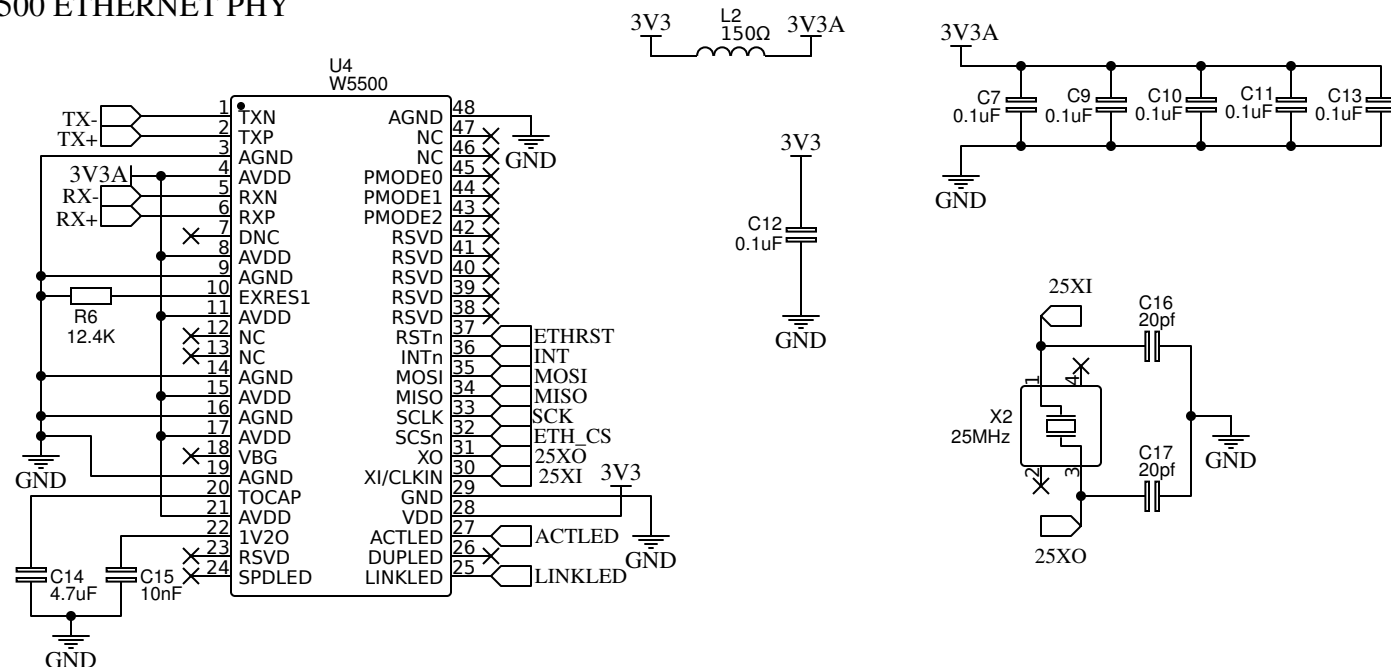 500 ETHERNET PHY
3V3
L2
150Ω
3V3A
3V3A
C7
0.1uF
C9
0.1uF
C10
0.1uF
C11
0.1uF
C13
0.1uF
GND
U4
W5500
TX-
TX+
3V3A
RX-
RX+
1 TXN
2 TXP
3 AGND
4 AVDD
5 RXN
6 RXP
7 DNC
8 AVDD
9 AGND
10 EXRES1
11 AVDD
12 NC
13 NC
14 AGND
15 AVDD
16 AGND
17 AVDD
18 VBG
19 AGND
20 TOCAP
21 AVDD
22 1V2O
23 RSVD
24 SPDLED
R6
12.4K
GND
C14
4.7uF
C15
10nF
GND
AGND 48
NC 47
NC 46
PMODE0 45
PMODE1 44
PMODE2 43
RSVD 42
RSVD 41
RSVD 40
RSVD 39
RSVD 38
RSTn 37 ETHRST
INTn 36 INT
MOSI 35 MOSI
MISO 34 MISO
SCLK 33 SCK
SCSn 32 ETH_CS
XO 31 25XO
XI/CLKIN 30 25XI
GND 29
VDD 28
ACTLED 27 ACTLED
DUPLED 26
LINKLED 25 LINKLED
GND
3V3
GND
3V3
C12
0.1uF
GND
25XI
C16
20pf
1
4
X2
25MHz
2
3
C17
20pf
GND
25XO